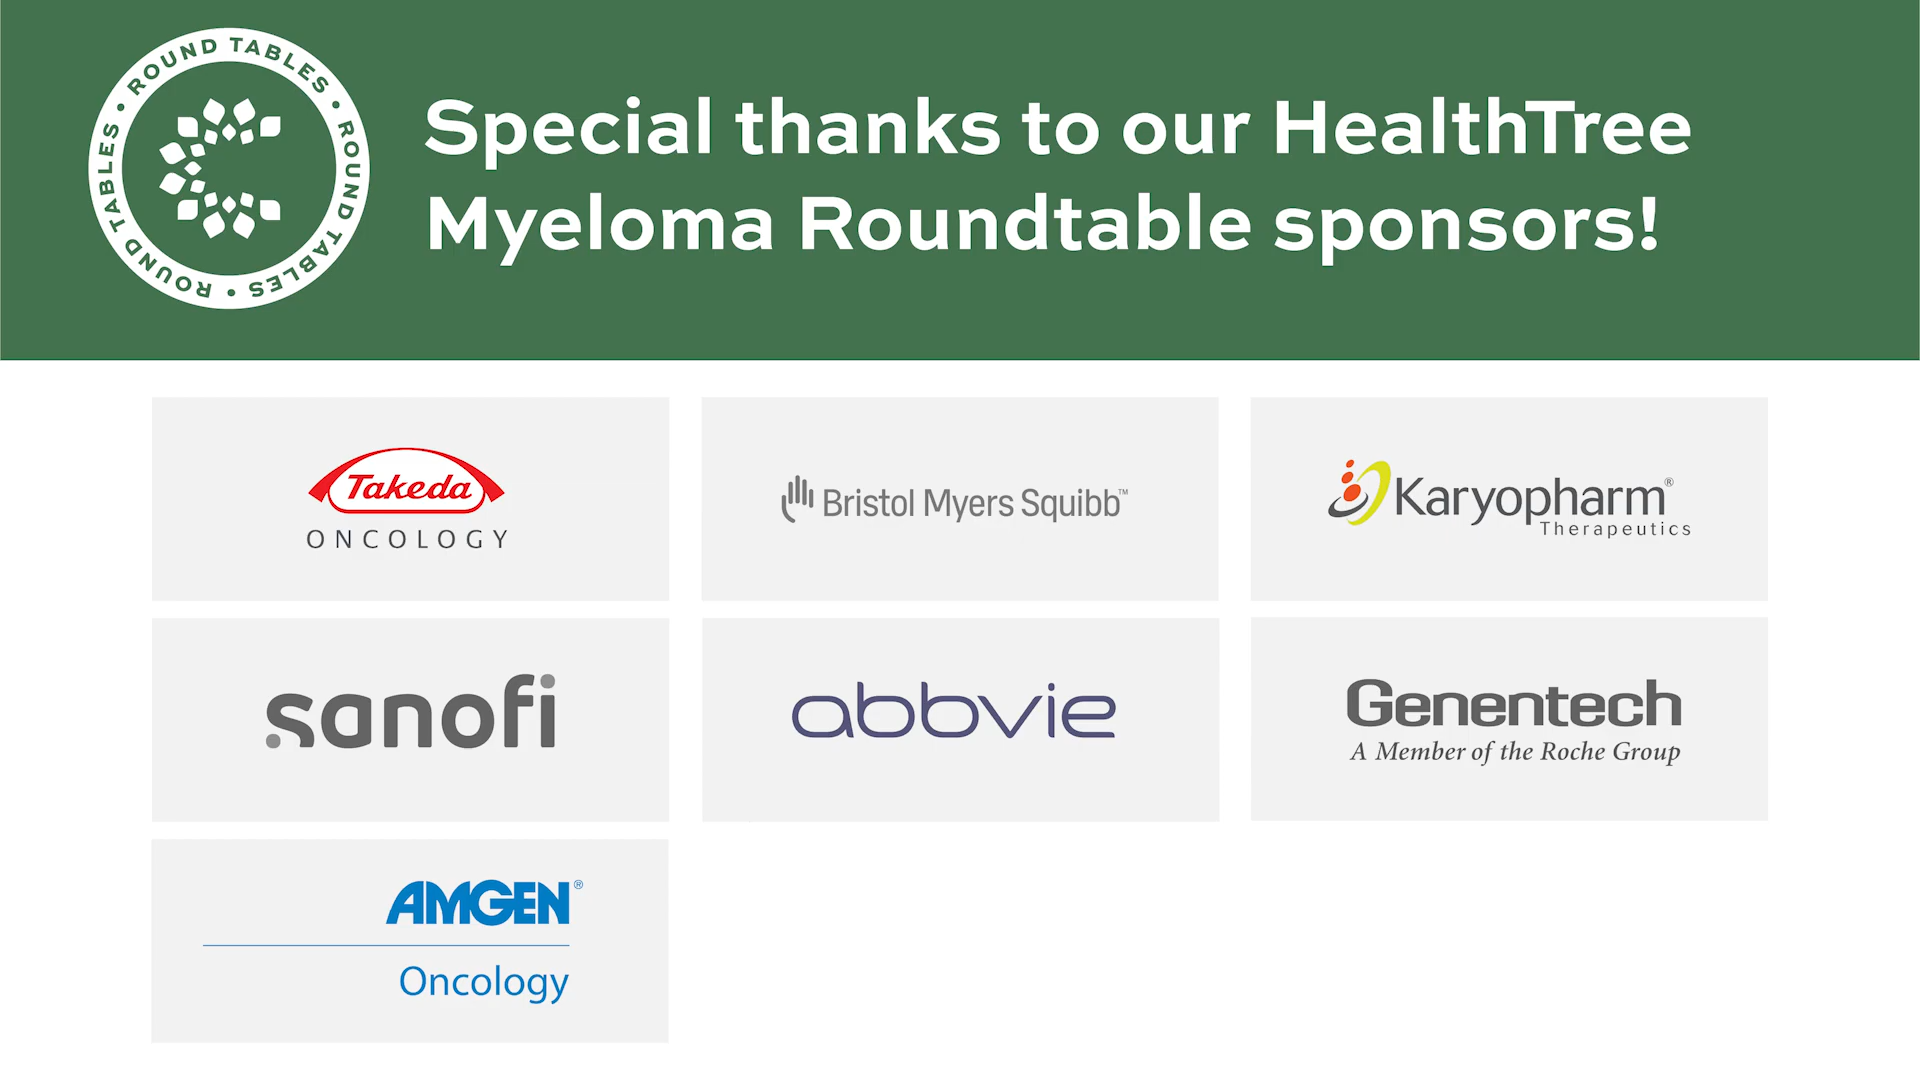 ROUND TABLES • ROUND TABLES • ROUND TABLES •
Special thanks to our HealthTree
Myeloma Roundtable sponsors!
Takeda
ONCOLOGY
Bristol Myers Squibb™
Karyopharm®
Therapeutics
sanofi
abbvie
Genentech
A Member of the Roche Group
AMGEN®
Oncology